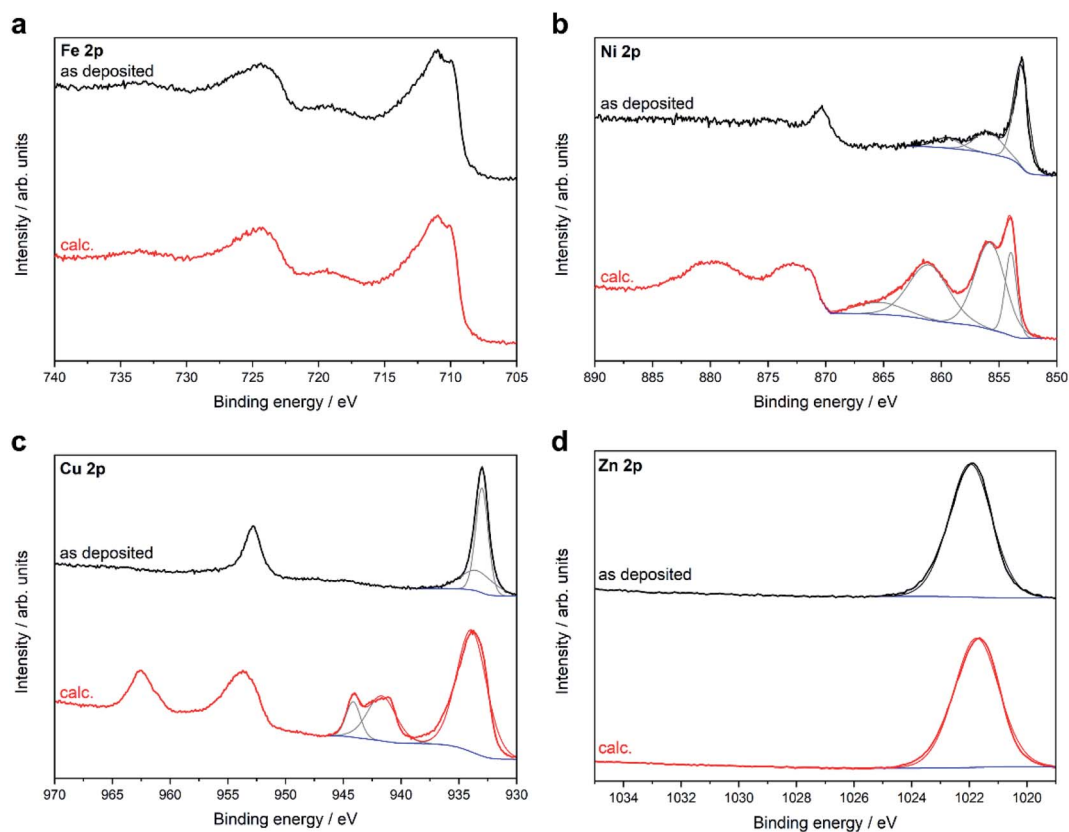 a
Fe 2p
as deposited
calc.
Intensity / arb. units
740 735 730 725 720 715 710 705
Binding energy / eV
b
Ni 2p
as deposited
calc.
Intensity / arb. units
890 885 880 875 870 865 860 855 850
Binding energy / eV
c
Cu 2p
as deposited
calc.
Intensity / arb. units
970 965 960 955 950 945 940 935 930
Binding energy / eV
d
Zn 2p
as deposited
calc.
Intensity / arb. units
1034 1032 1030 1028 1026 1024 1022 1020
Binding energy / eV